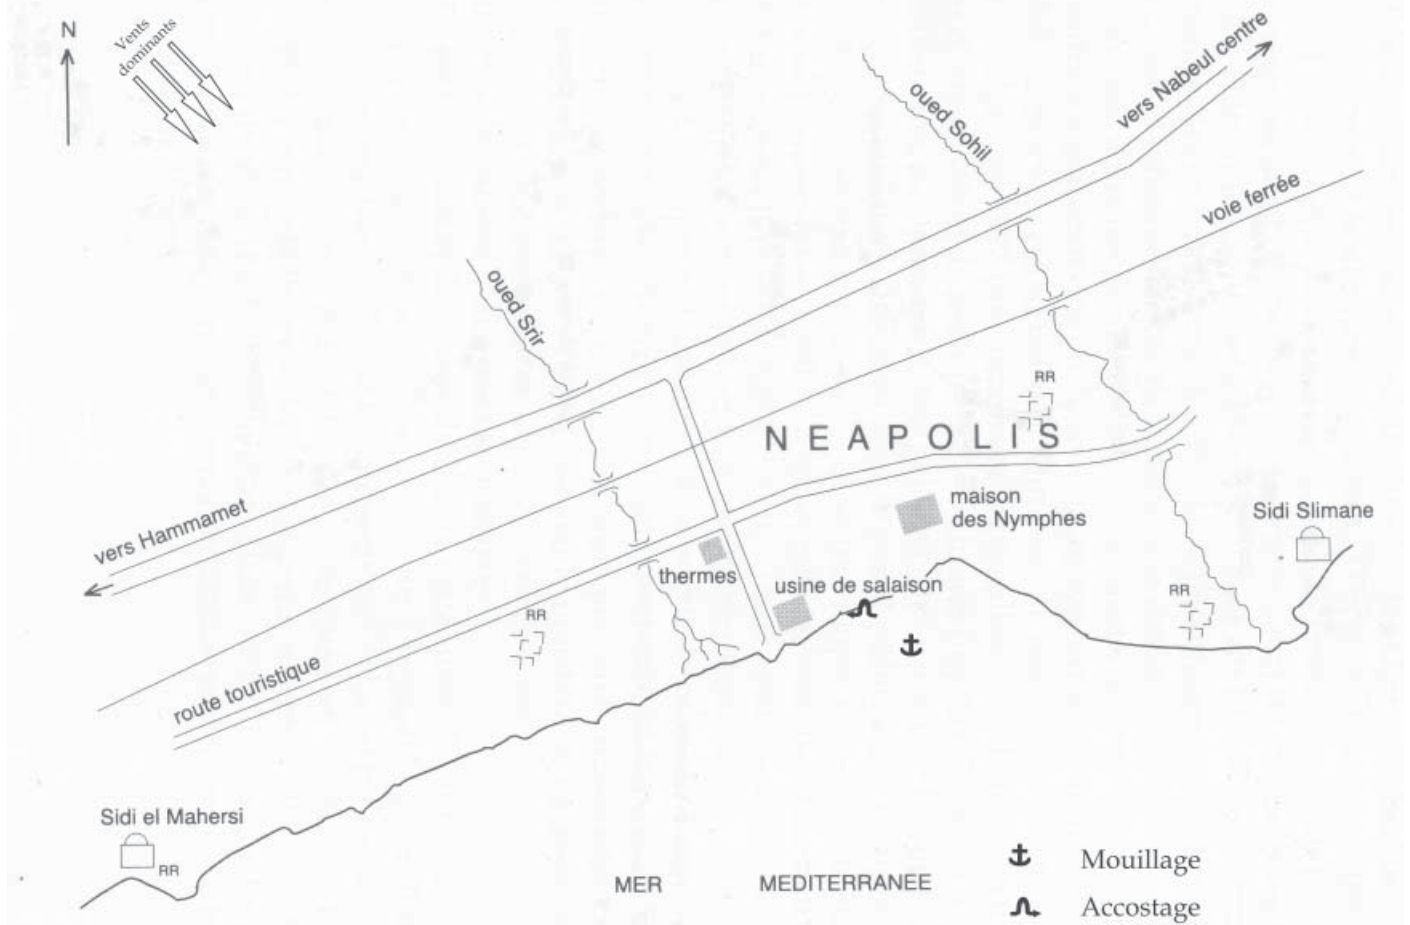 N
Vents
dominants
oued Sohil
vers Nabeul centre
voie ferrée
oued Srir
RR
NEAPOLIS
maison
des Nymphes
Sidi Slimane
vers Hammamet
thermes
usine de salaison
RR
RR
route touristique
Sidi el Mahersi
RR
MER MEDITERRANEE
Mouillage
Accostage